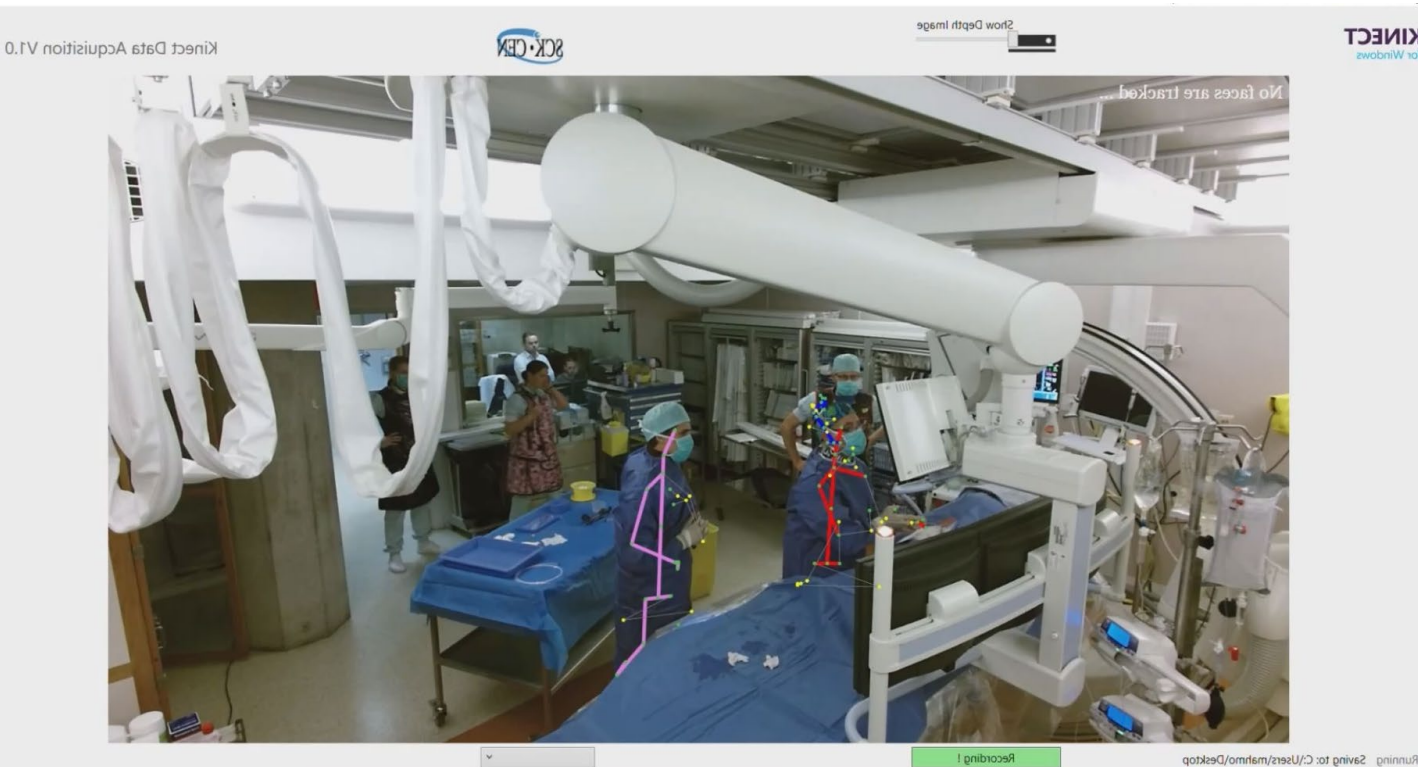 KINECT
for Windows
Show Depth Image
SCK•CEN
Kinect Data Acquisition V1.0
No faces are tracked ...
Running
Saving to: C:\Users\mahmo\Desktop
Recording !